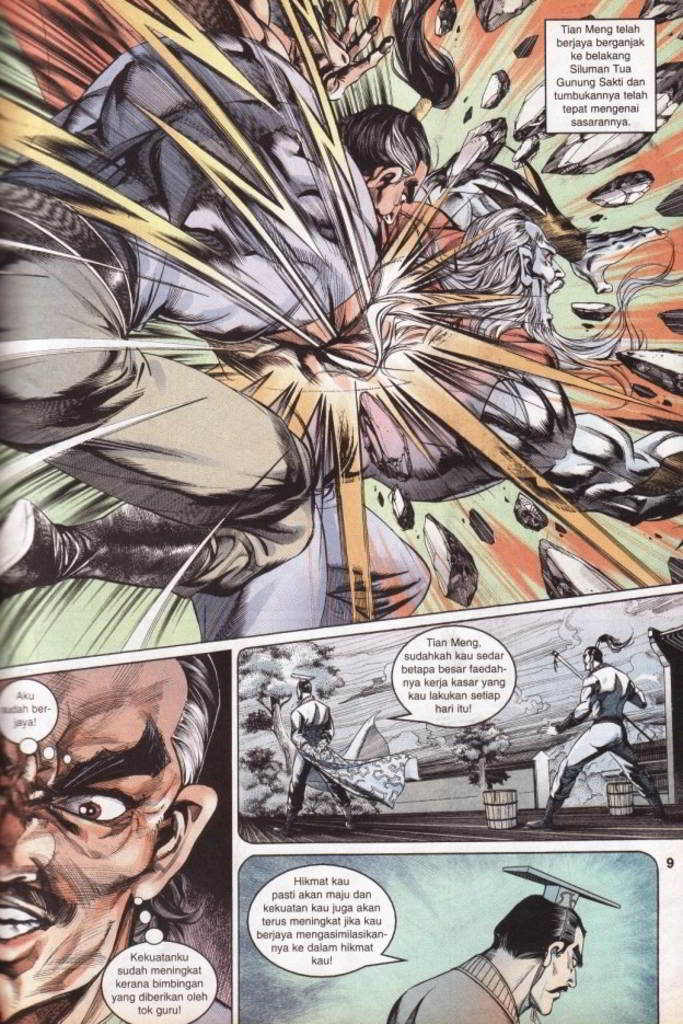 Tian Meng telah
berjaya berganjak
ke belakang
Siluman Tua
Gunung Sakti dan
tumbukannya telah
tepat mengenai
sasarannya.
Aku
sudah ber-
jaya!
Kekuatanku
sudah meningkat
kerana bimbingan
yang diberikan oleh
tok guru!
Tian Meng,
sudahkah kau sedar
betapa besar faedah-
nya kerja kasar yang
kau lakukan setiap
hari itu!
Hikmat kau
pasti akan maju dan
kekuatan kau juga akan
terus meningkat jika kau
berjaya mengasimilasikan-
nya ke dalam hikmat
kau!
9